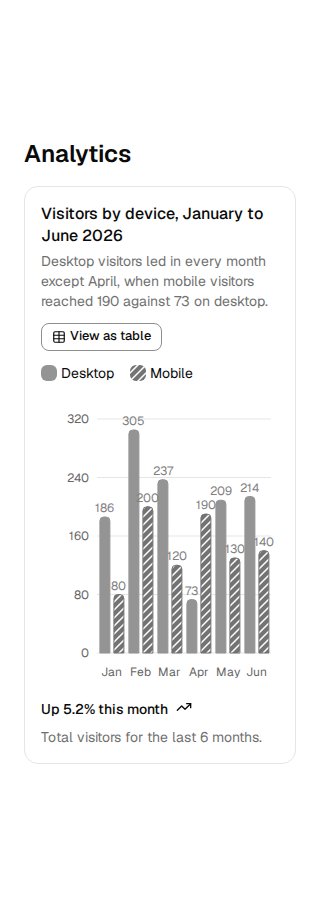 Analytics
Visitors by device, January to
June 2026
Desktop visitors led in every month
except April, when mobile visitors
reached 190 against 73 on desktop.
View as table
Desktop Mobile
320
305
240
237
200
186
190
209
214
160
120
130
140
80
80
73
0
Jan Feb Mar Apr May Jun
Up 5.2% this month
Total visitors for the last 6 months.